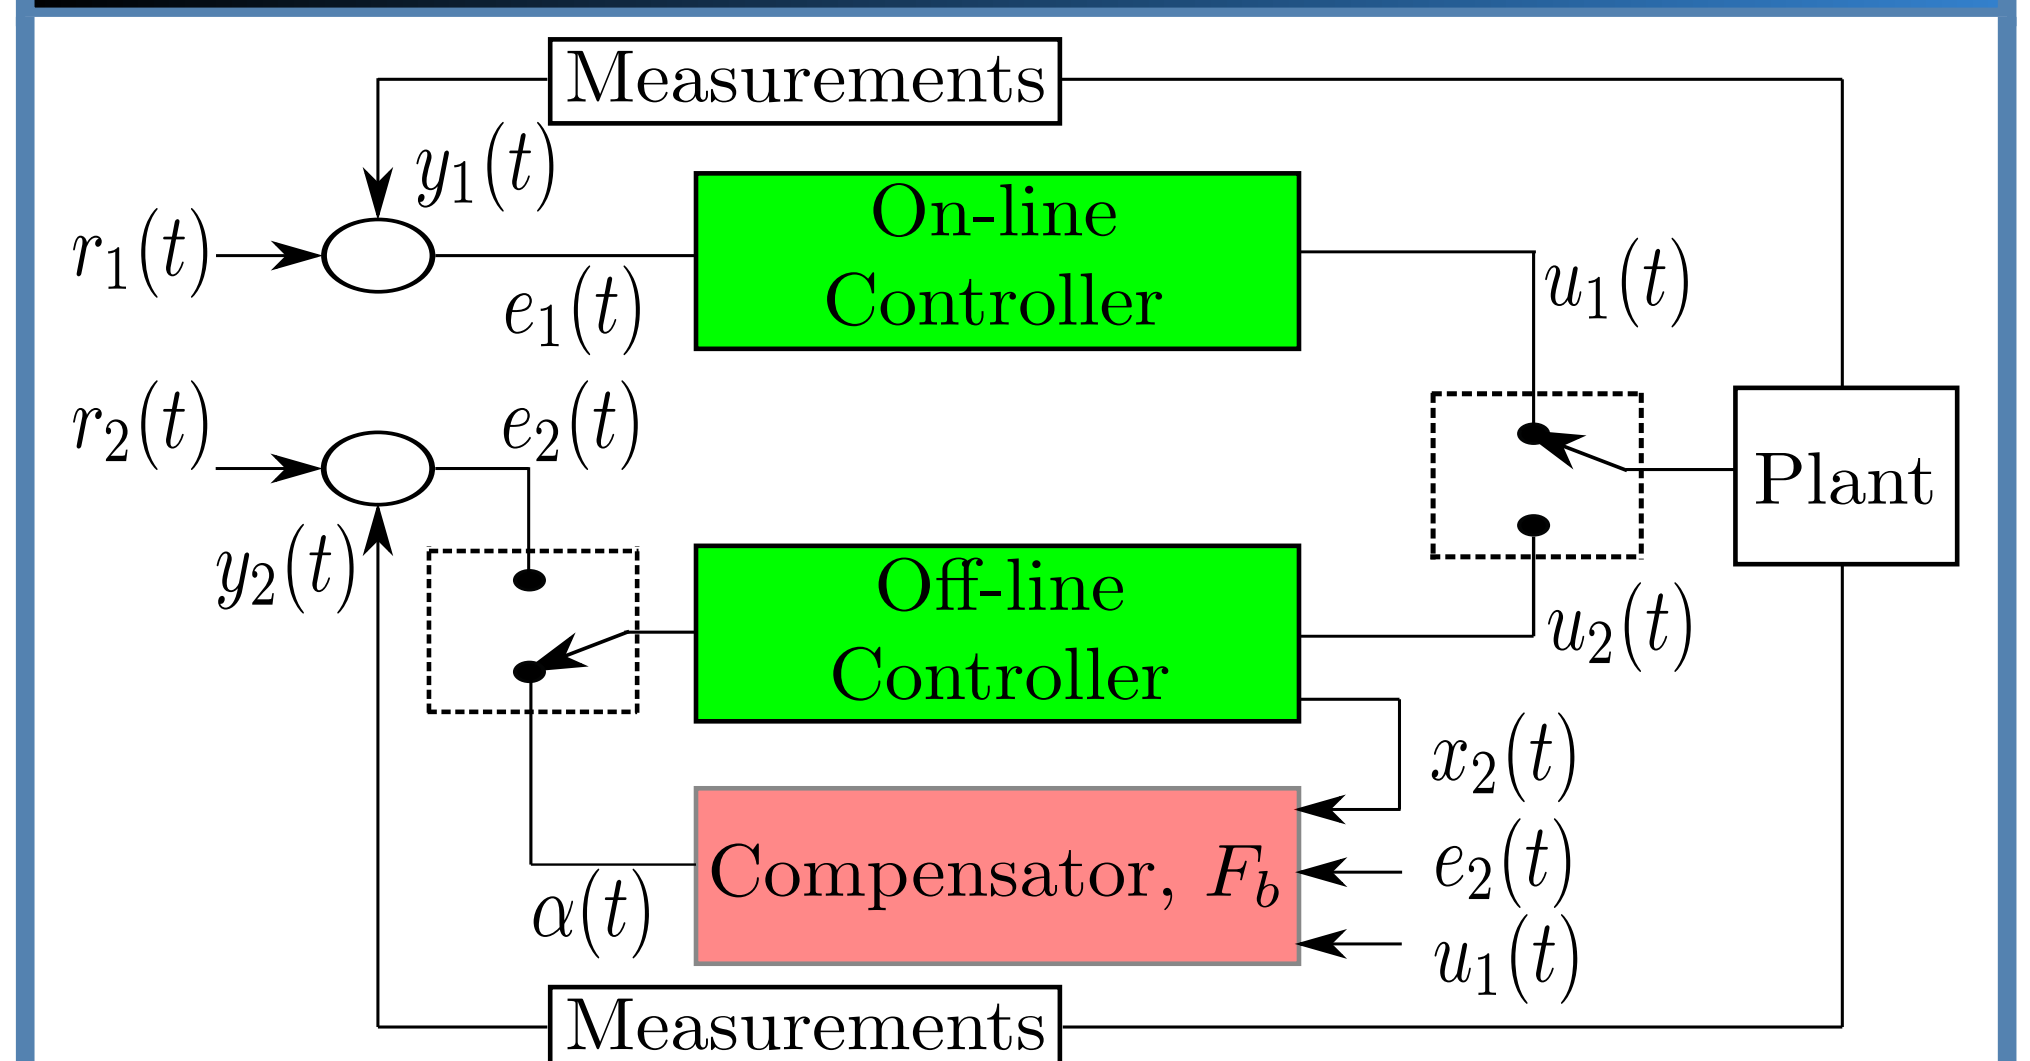 Measurements
y₁(t)
On-line
Controller
r₁(t)
e₁(t)
u₁(t)
r₂(t)
e₂(t)
Plant
y₂(t)
Off-line
Controller
u₂(t)
x₂(t)
Compensator, F_b
e₂(t)
α(t)
u₁(t)
Measurements